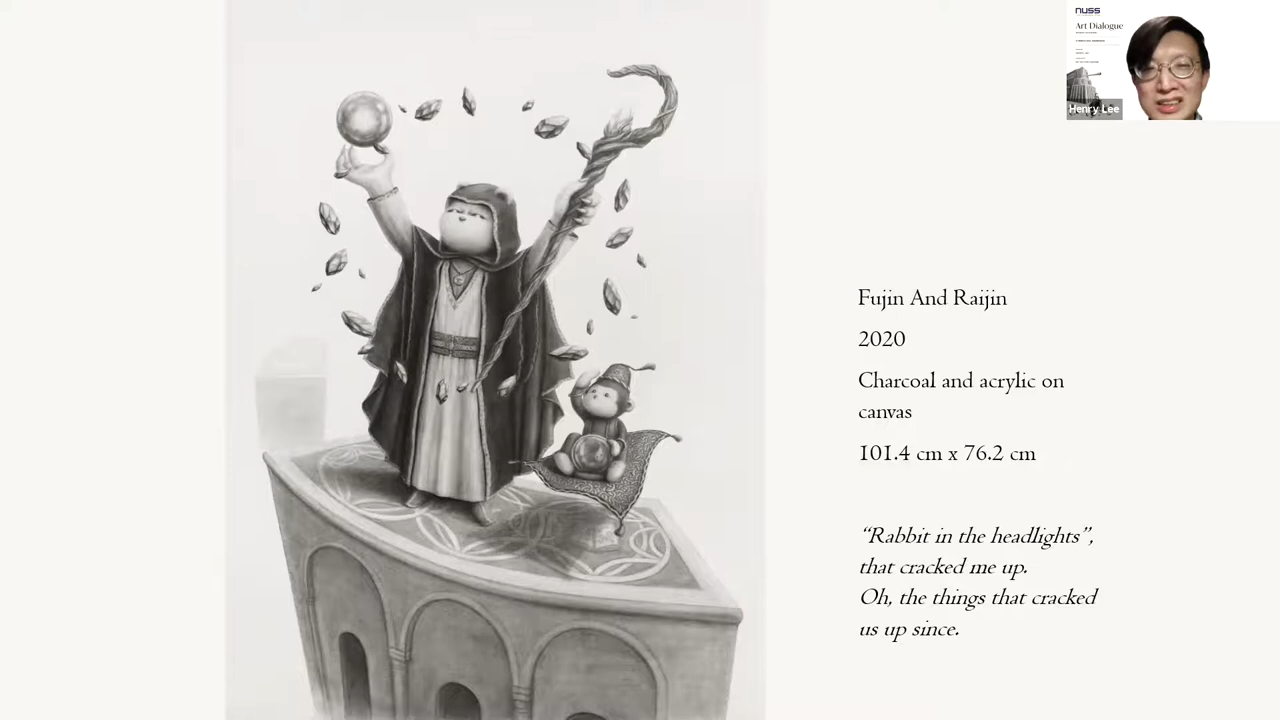 nuss
Art Dialogue
Henry Lee
Fujin And Raijin
2020
Charcoal and acrylic on
canvas
101.4 cm x 76.2 cm
“Rabbit in the headlights”,
that cracked me up.
Oh, the things that cracked
us up since.